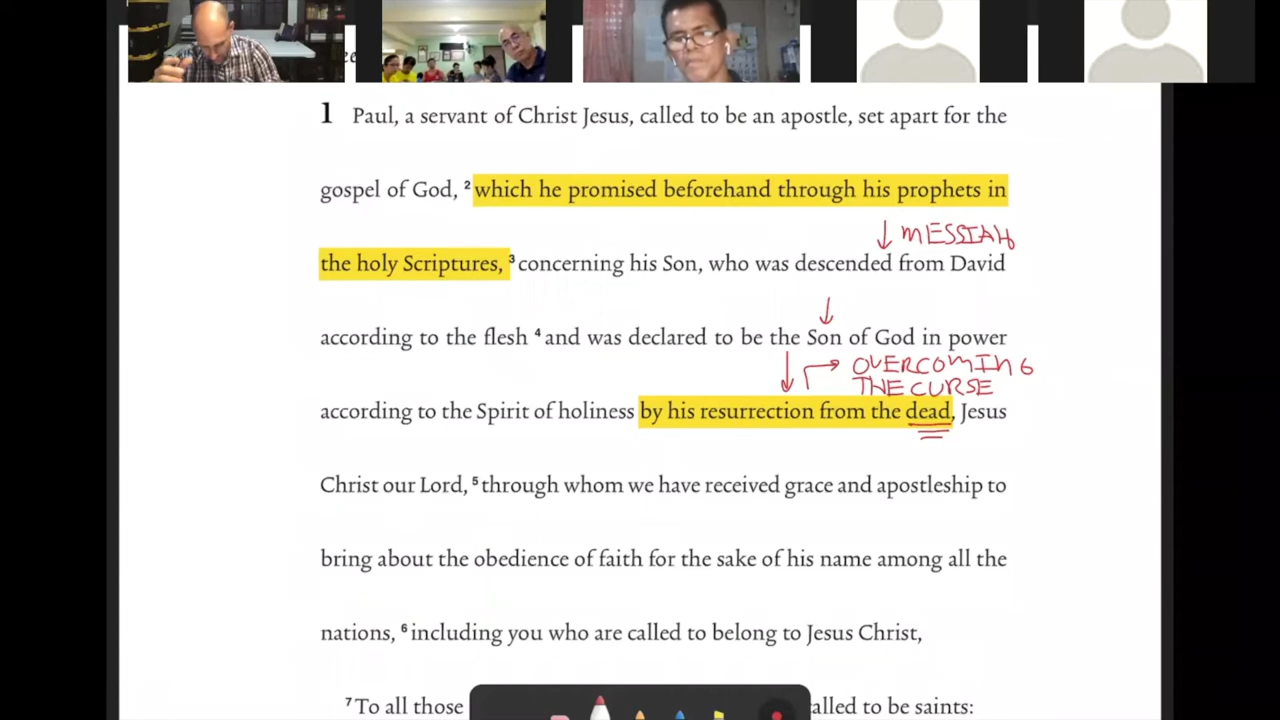 1 Paul, a servant of Christ Jesus, called to be an apostle, set apart for the
gospel of God, ² which he promised beforehand through his prophets in
MESSIAH
the holy Scriptures, ³ concerning his Son, who was descended from David
according to the flesh ⁴ and was declared to be the Son of God in power
OVERCOMING
THE CURSE
according to the Spirit of holiness by his resurrection from the dead, Jesus
Christ our Lord, ⁵ through whom we have received grace and apostleship to
bring about the obedience of faith for the sake of his name among all the
nations, ⁶ including you who are called to belong to Jesus Christ,
⁷ To all those alled to be saints: